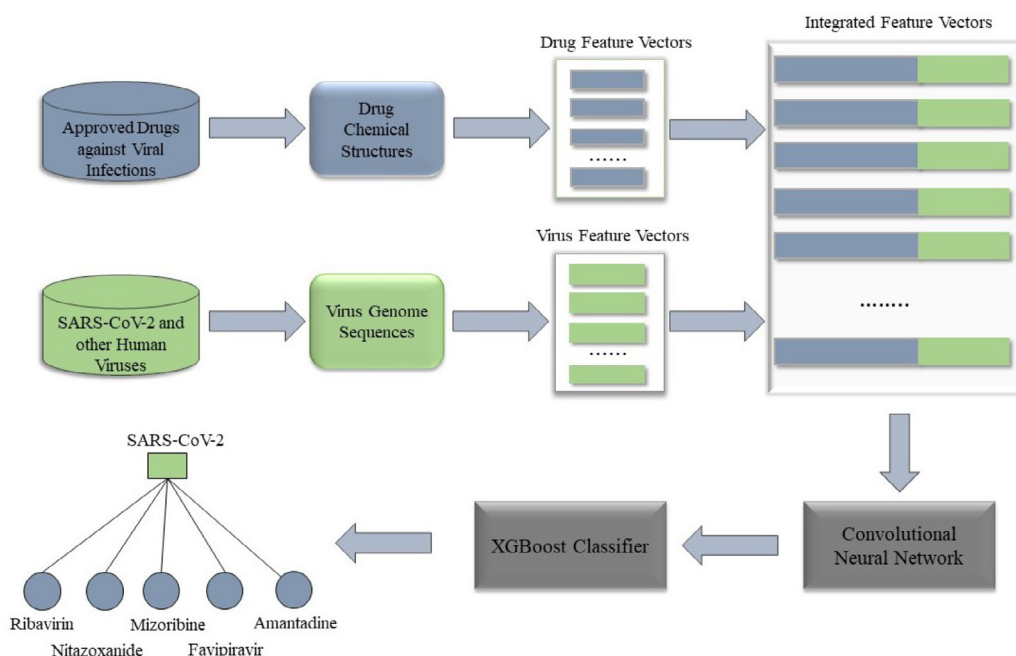 Integrated Feature Vectors
Drug Feature Vectors
Approved Drugs
against Viral
Infections
Drug
Chemical
Structures
......
Virus Feature Vectors
SARS-CoV-2 and
other Human
Viruses
Virus Genome
Sequences
......
........
SARS-CoV-2
Ribavirin
Nitazoxanide
Mizoribine
Favipiravir
Amantadine
XGBoost Classifier
Convolutional
Neural Network